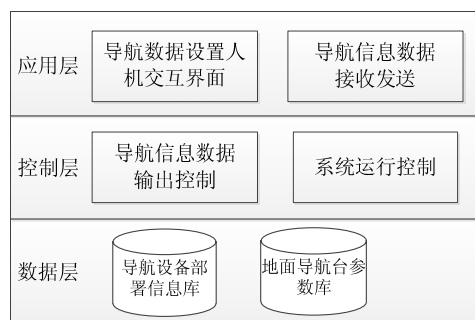 应用层
导航数据设置人
机交互界面
导航信息数据
接收发送
控制层
导航信息数据
输出控制
系统运行控制
数据层
导航设备部
署信息库
地面导航台参
数库